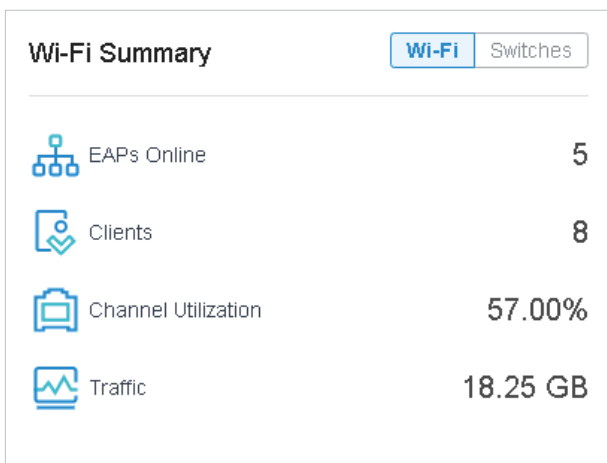 Wi-Fi Summary Wi-Fi Switches
EAPs Online 5
Clients 8
Channel Utilization 57.00%
Traffic 18.25 GB